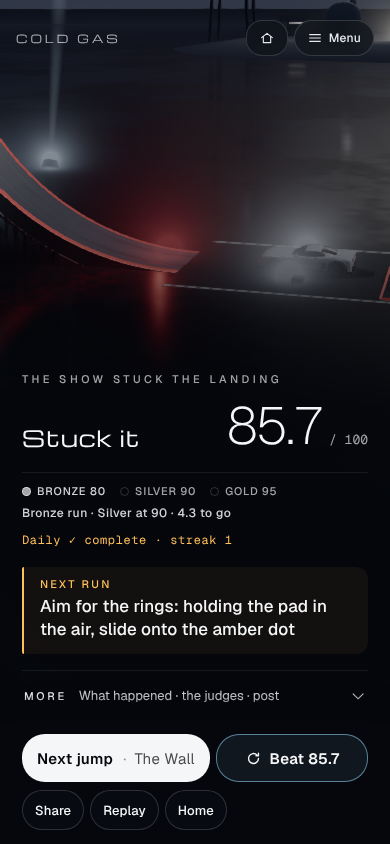 COLD GAS
Menu
THE SHOW STUCK THE LANDING
Stuck it 85.7 / 100
BRONZE 80 SILVER 90 GOLD 95
Bronze run · Silver at 90 · 4.3 to go
Daily ✓ complete · streak 1
NEXT RUN
Aim for the rings: holding the pad in
the air, slide onto the amber dot
MORE What happened · the judges · post
Next jump · The Wall
Beat 85.7
Share Replay Home